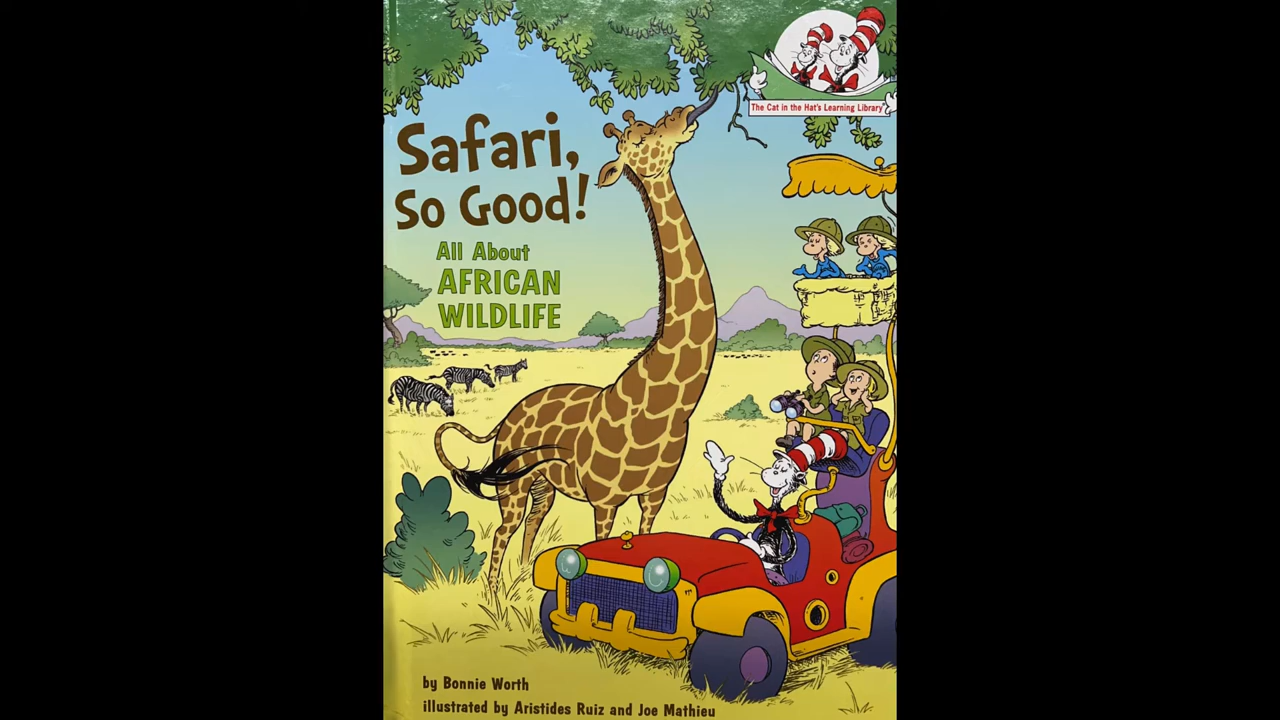 The Cat in the Hat's Learning Library
Safari,
So Good!
All About
AFRICAN
WILDLIFE
by Bonnie Worth
illustrated by Aristides Ruiz and Joe Mathieu